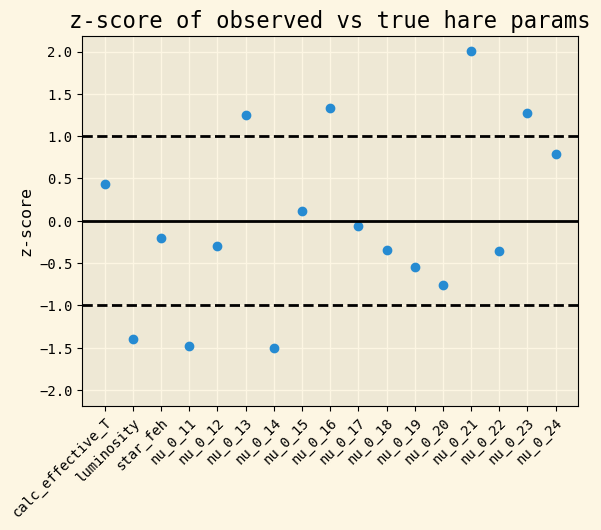 z-score of observed vs true hare params
z-score
2.0
1.5
1.0
0.5
0.0
−0.5
−1.0
−1.5
−2.0
calc_effective_T
luminosity
star_feh
nu_0_11
nu_0_12
nu_0_13
nu_0_14
nu_0_15
nu_0_16
nu_0_17
nu_0_18
nu_0_19
nu_0_20
nu_0_21
nu_0_22
nu_0_23
nu_0_24